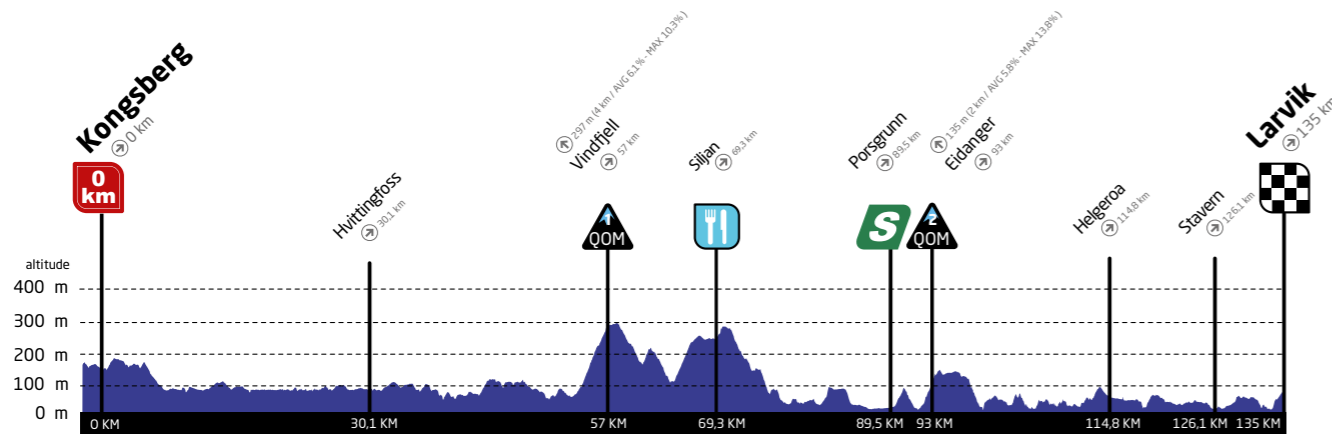 Kongsberg
0 km
0
km
Hvittingfoss
30,1 km
297 m (4 km / AVG 6,1% - MAX 10,3% )
Vindfjell
57 km
1
QOM
Siljan
69,3 km
Porsgrunn
89,5 km
S
135 m (2 km / AVG 5,8% - MAX 13,8% )
Eidanger
93 km
2
QOM
Helgeroa
114,8 km
Stavern
126,1 km
Larvik
135 km
altitude
400 m
300 m
200 m
100 m
0 m
0 KM
30,1 KM
57 KM
69,3 KM
89,5 KM
93 KM
114,8 KM
126,1 KM
135 KM